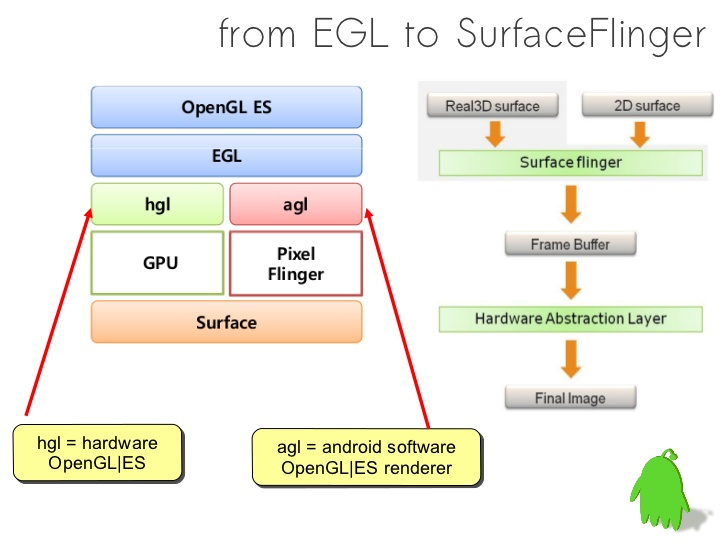 from EGL to SurfaceFlinger
OpenGL ES
EGL
hgl
agl
GPU
Pixel
Flinger
Surface
hgl = hardware
OpenGL|ES
agl = android software
OpenGL|ES renderer
Real3D surface
2D surface
Surface flinger
Frame Buffer
Hardware Abstraction Layer
Final Image